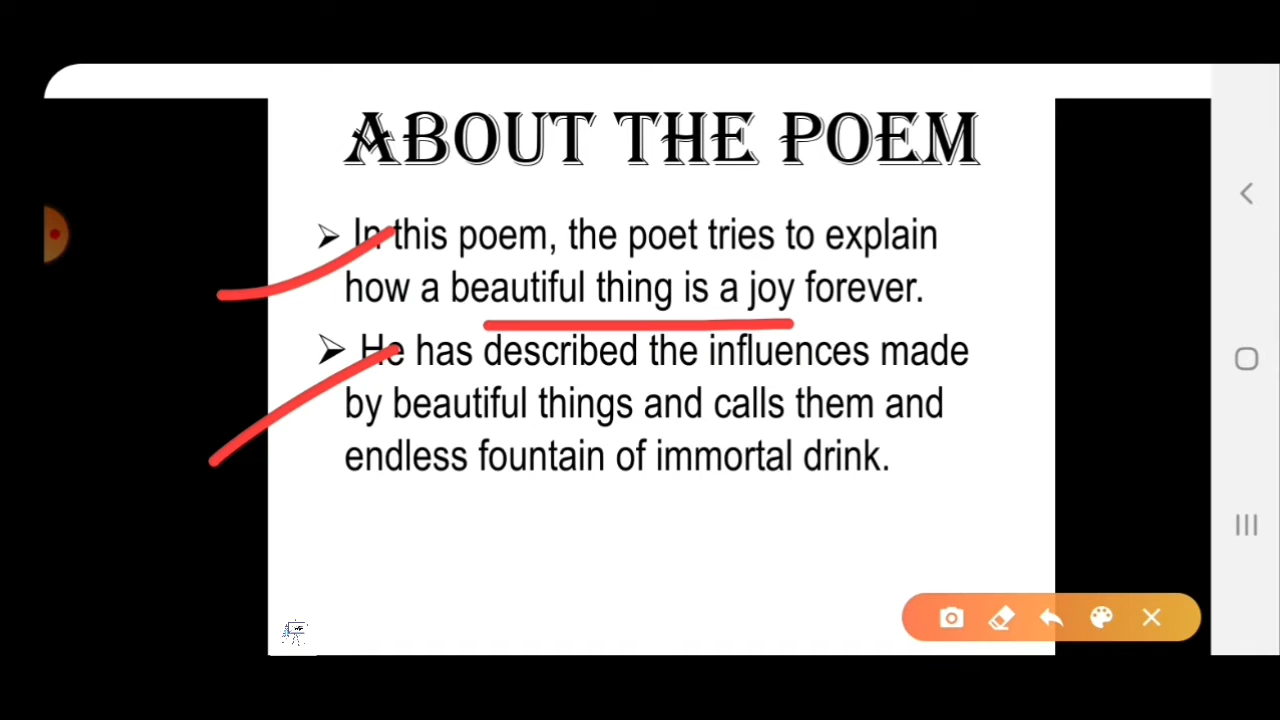 ABOUT THE POEM
In this poem, the poet tries to explain
how a beautiful thing is a joy forever.
He has described the influences made
by beautiful things and calls them and
endless fountain of immortal drink.